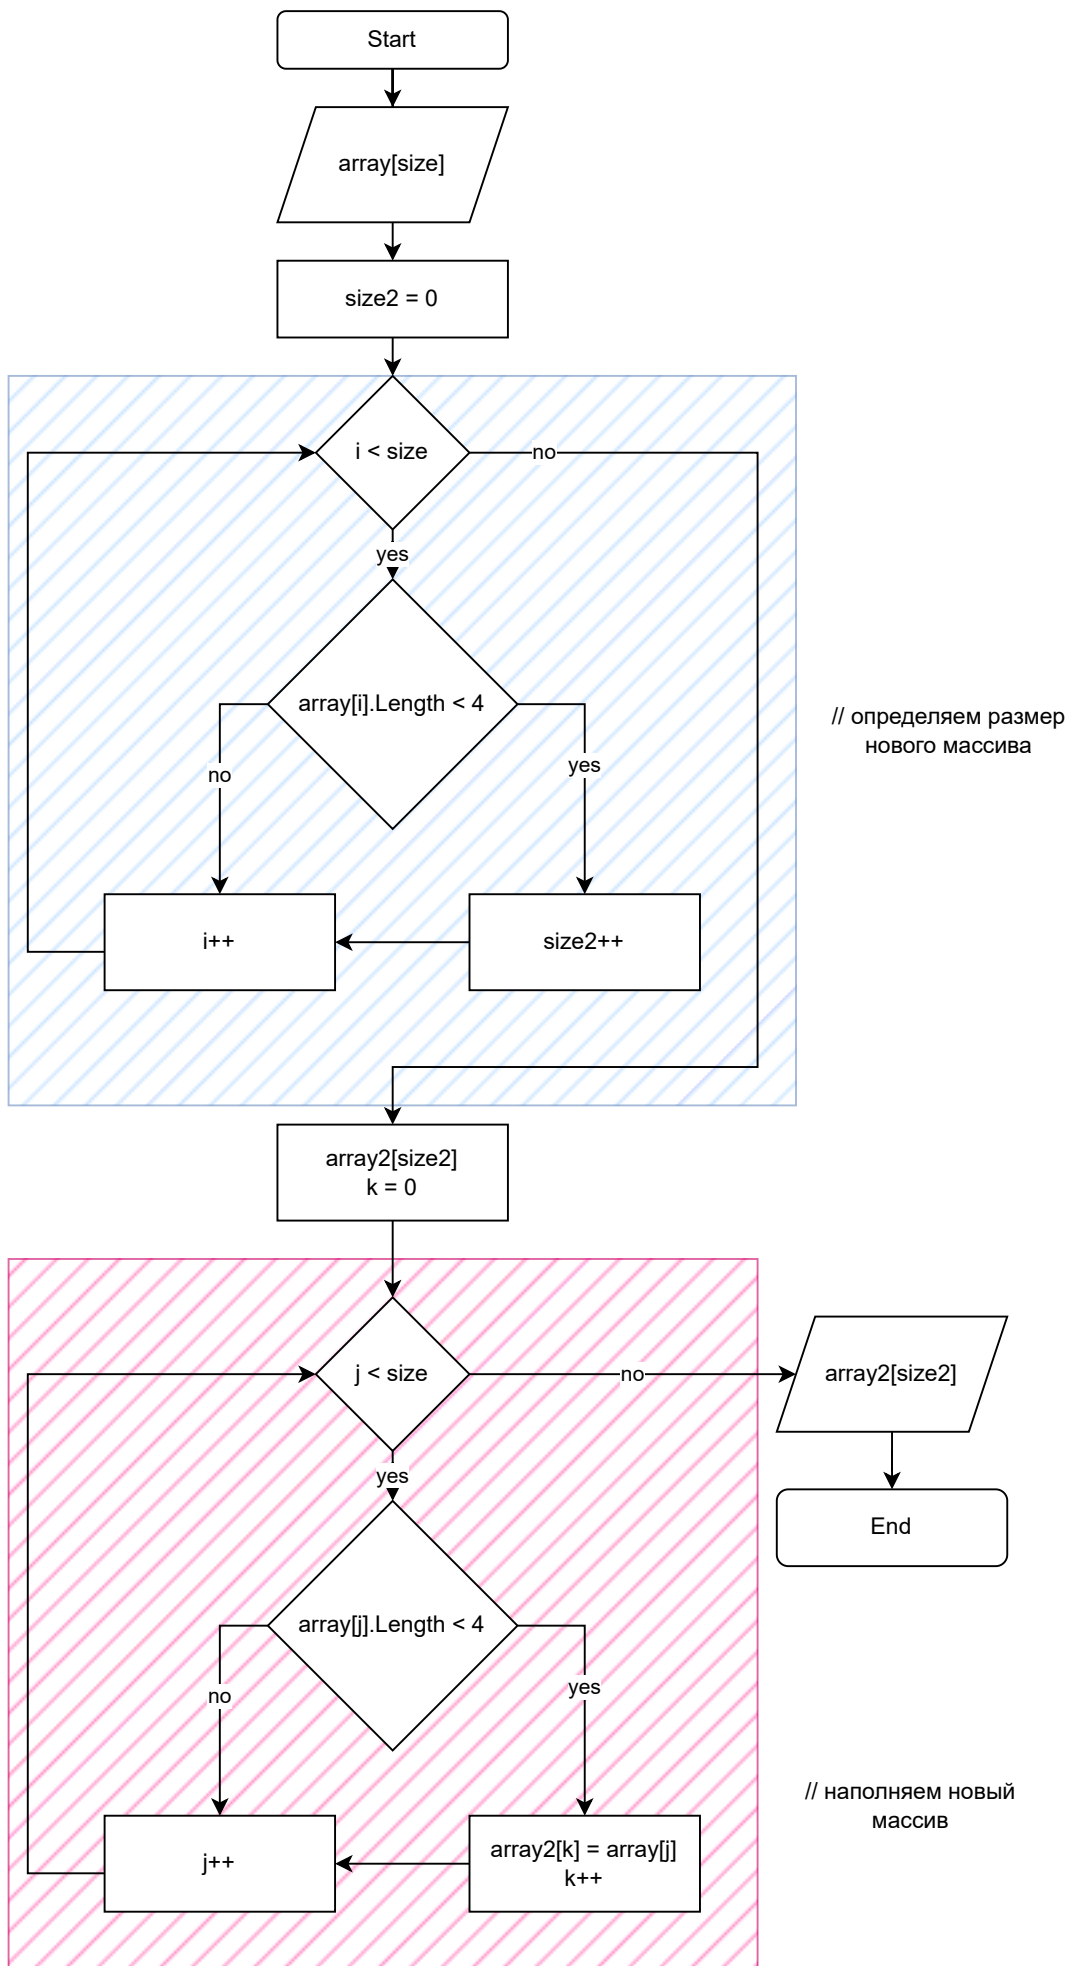 Start
array[size]
size2 = 0
i < size
no
yes
array[i].Length < 4
no
yes
// определяем размер
нового массива
i++
size2++
array2[size2]
k = 0
j < size
no
array2[size2]
yes
End
array[j].Length < 4
no
yes
// наполняем новый
массив
j++
array2[k] = array[j]
k++